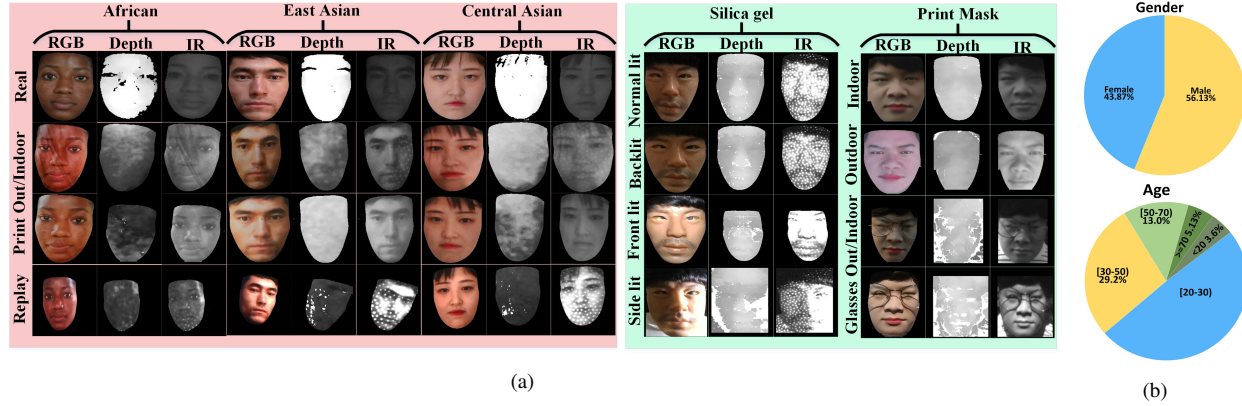 African
East Asian
Central Asian
RGB Depth IR RGB Depth IR RGB Depth IR
Real
Print Out/Indoor
Replay
Silica gel
Print Mask
RGB Depth IR RGB Depth IR
Normal lit
Backlit
Front lit
Side lit
Indoor
Outdoor
Glasses Out/Indoor
(a)
Gender
Female
43.87%
Male
56.13%
Age
[50-70)
13.0%
>=70 5.13%
<20 3.6%
[30-50)
29.2%
[20-30)
(b)